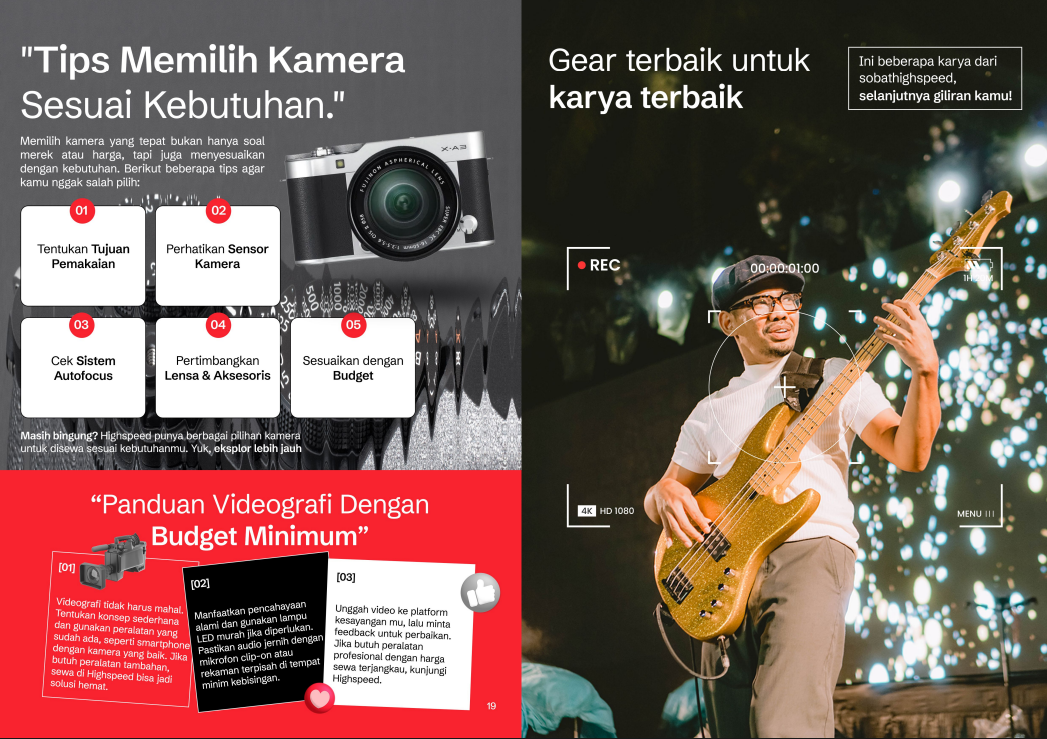 "Tips Memilih Kamera
Sesuai Kebutuhan."
Memilih kamera yang tepat bukan hanya soal
merek atau harga, tapi juga menyesuaikan
dengan kebutuhan. Berikut beberapa tips agar
kamu nggak salah pilih:
X-A3
FUJINON ASPHERICAL LENS
01
Tentukan Tujuan
Pemakaian
02
Perhatikan Sensor
Kamera
03
Cek Sistem
Autofocus
04
Pertimbangkan
Lensa & Aksesoris
05
Sesuaikan dengan
Budget
Masih bingung? Highspeed punya berbagai pilihan kamera
untuk disewa sesuai kebutuhanmu. Yuk, eksplor lebih jauh
“Panduan Videografi Dengan
Budget Minimum”
[01]
Videografi tidak harus mahal.
Tentukan konsep sederhana
dan gunakan peralatan yang
sudah ada, seperti smartphone
dengan kamera yang baik. Jika
butuh peralatan tambahan,
sewa di Highspeed bisa jadi
solusi hemat.
[02]
Manfaatkan pencahayaan
alami dan gunakan lampu
LED murah jika diperlukan.
Pastikan audio jernih dengan
mikrofon clip-on atau
rekaman terpisah di tempat
minim kebisingan.
[03]
Unggah video ke platform
kesayangan mu, lalu minta
feedback untuk perbaikan.
Jika butuh peralatan
profesional dengan harga
sewa terjangkau, kunjungi
Highspeed.
19
Gear terbaik untuk
karya terbaik
Ini beberapa karya dari
sobathighspeed,
selanjutnya giliran kamu!
REC
00:00:01:00
4K HD 1080
MENU